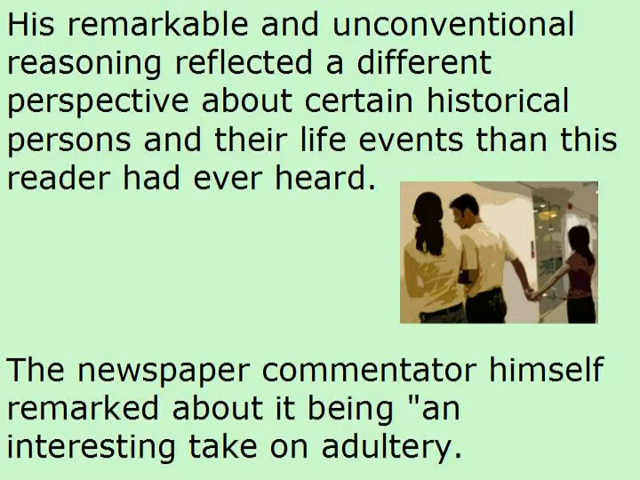 His remarkable and unconventional
reasoning reflected a different
perspective about certain historical
persons and their life events than this
reader had ever heard.
The newspaper commentator himself
remarked about it being "an
interesting take on adultery.